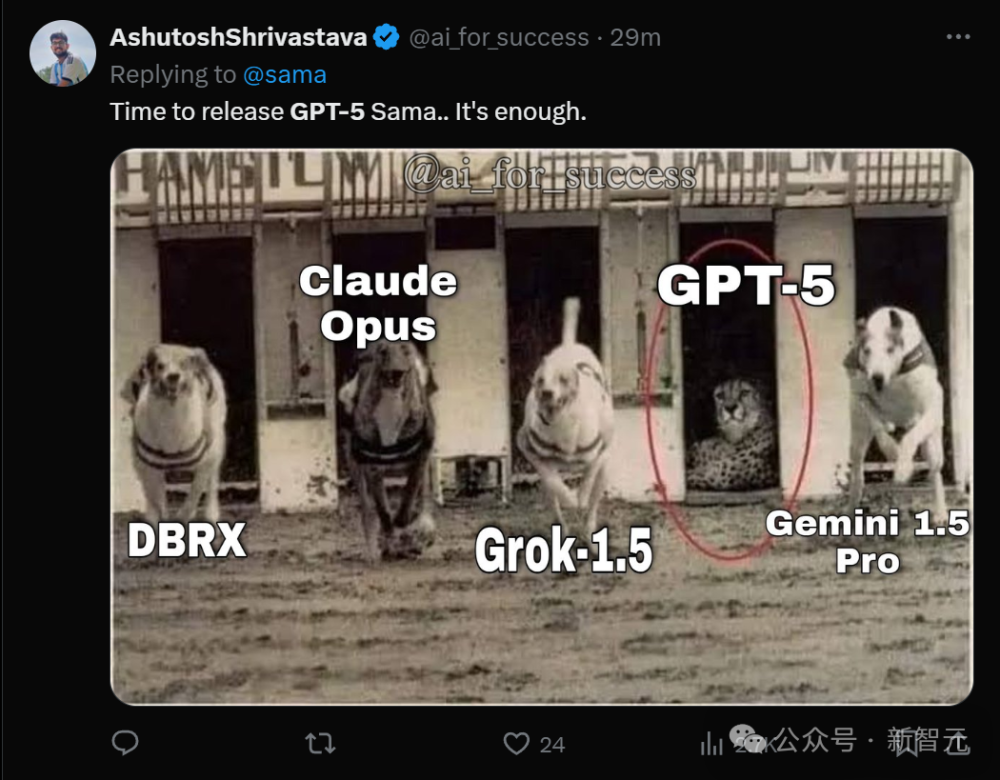 AshutoshShrivastava @ai_for_success · 29m
Replying to @sama
Time to release GPT-5 Sama.. It's enough.
@ai_for_success
Claude
Opus
GPT-5
DBRX
Grok-1.5
Gemini 1.5
Pro
24
公众号 · 新智元